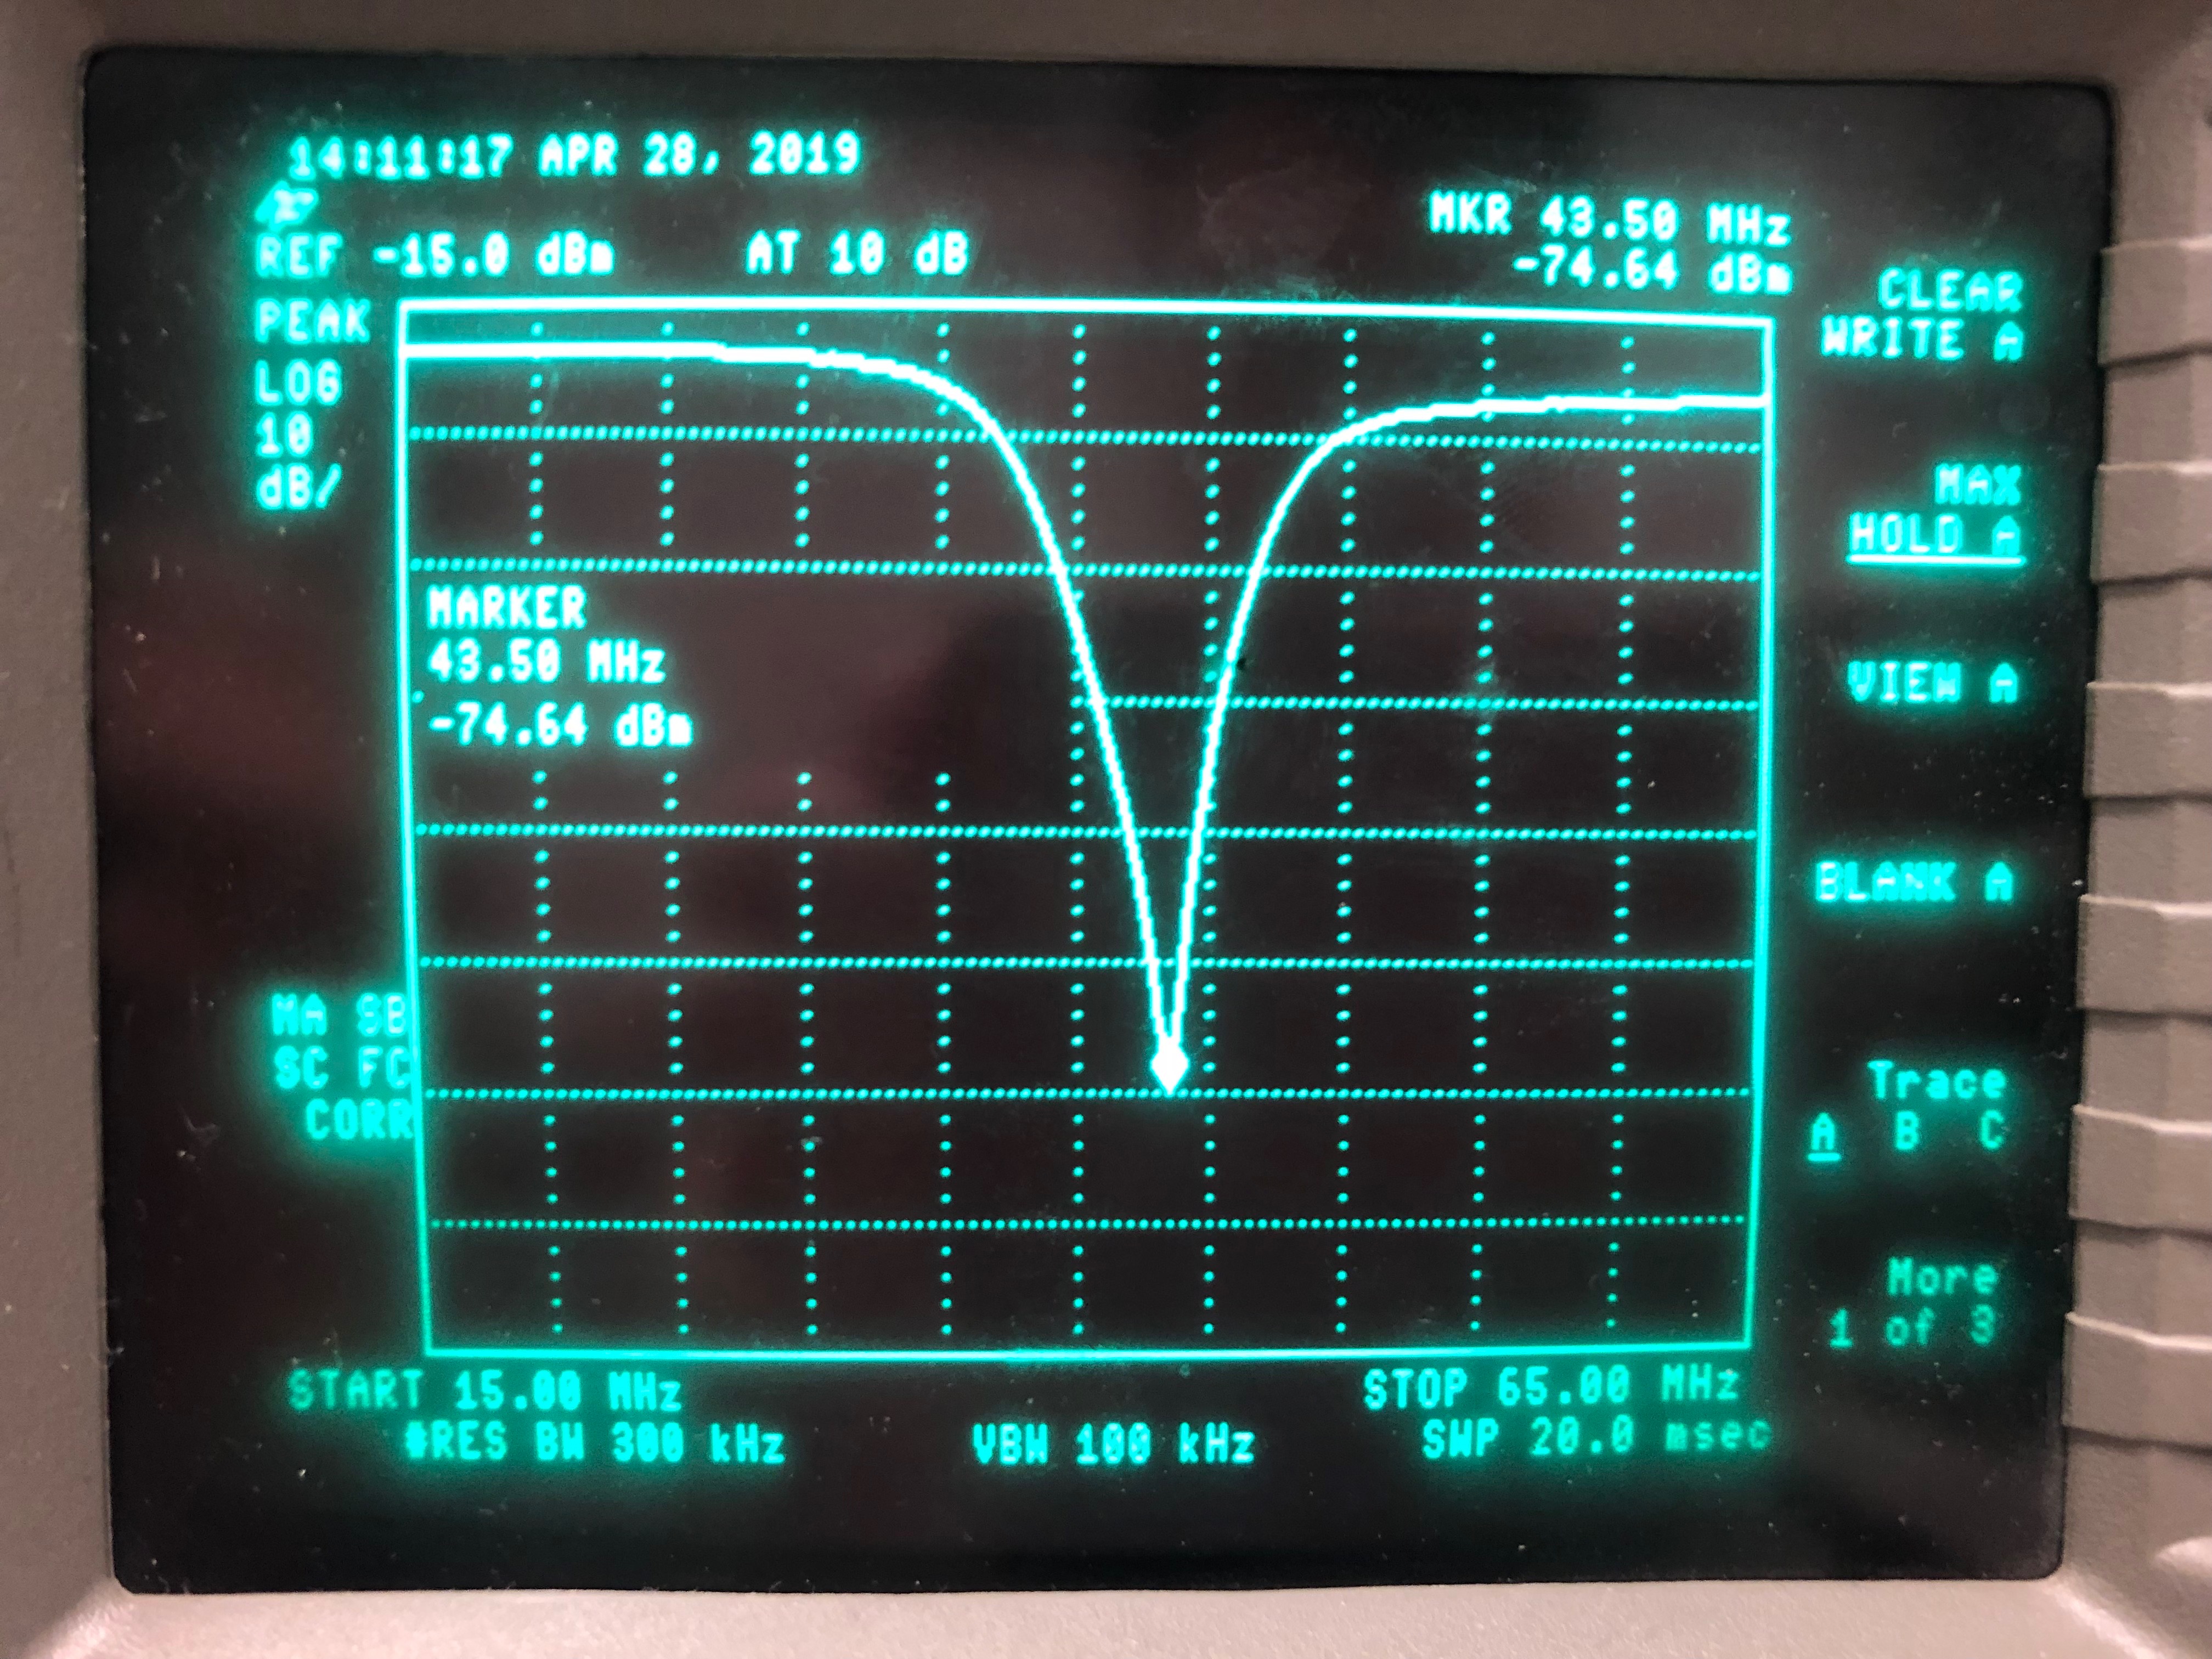 14:11:17 APR 28, 2019
REF -15.0 dBm AT 10 dB
MKR 43.50 MHz
-74.64 dBm
PEAK
LOG
10
dB/
MARKER
43.50 MHz
-74.64 dBm
MA SB
SC FC
CORR
START 15.00 MHz
STOP 65.00 MHz
#RES BW 300 kHz
VBW 100 kHz
SWP 20.0 msec
CLEAR
WRITE A
MAX
HOLD A
VIEW A
BLANK A
Trace
A B C
More
1 of 3